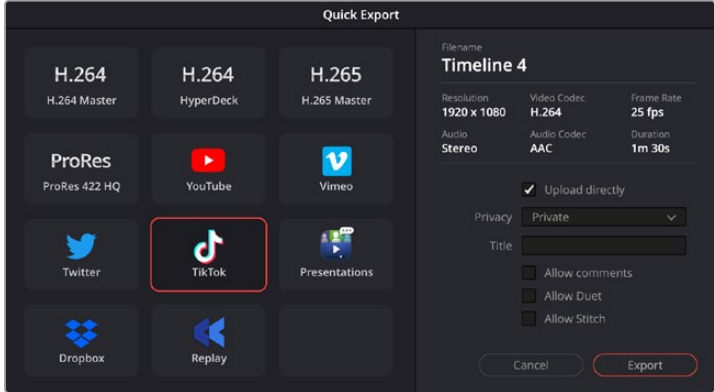 Quick Export
H.264
H.264 Master
H.264
HyperDeck
H.265
H.265 Master
ProRes
ProRes 422 HQ
YouTube
Vimeo
Twitter
TikTok
Presentations
Dropbox
Replay
Filename
Timeline 4
Resolution
1920 x 1080
Video Codec
H.264
Frame Rate
25 fps
Audio
Stereo
Audio Codec
AAC
Duration
1m 30s
Upload directly
Privacy Private
Title
Allow comments
Allow Duet
Allow Stitch
Cancel Export